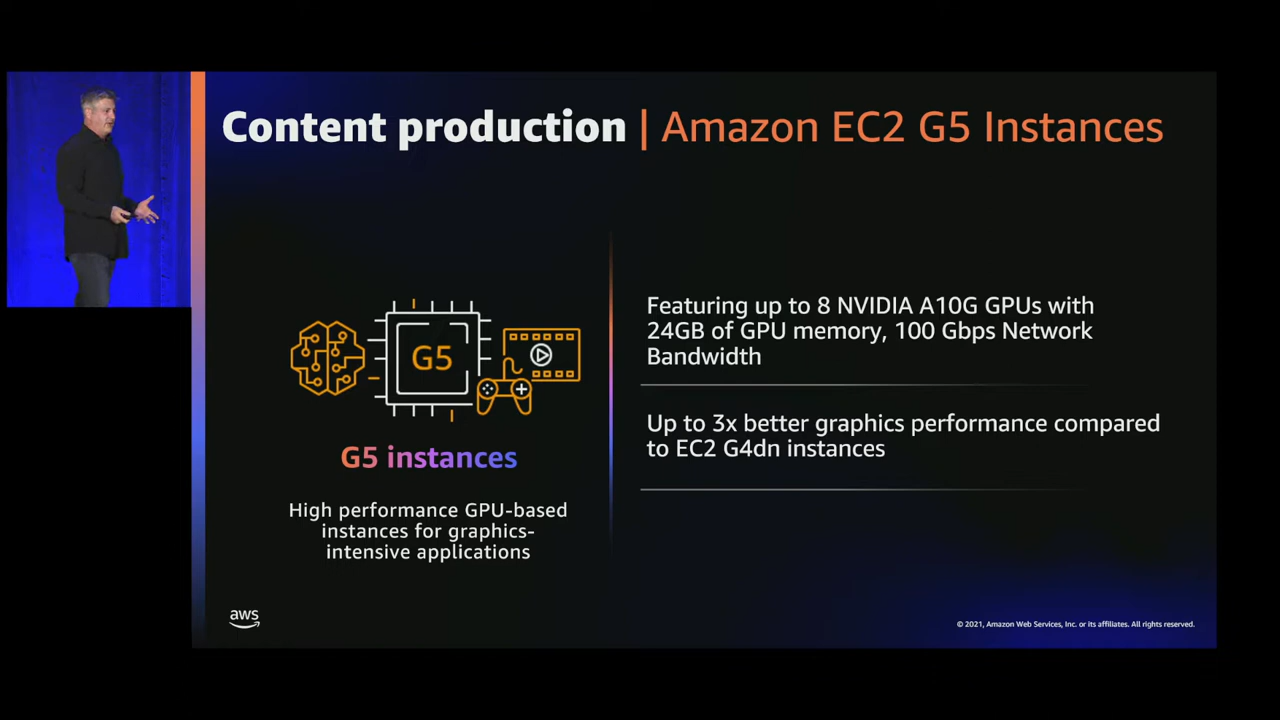 Content production | Amazon EC2 G5 Instances
G5
G5 instances
High performance GPU-based
instances for graphics-
intensive applications
Featuring up to 8 NVIDIA A10G GPUs with
24GB of GPU memory, 100 Gbps Network
Bandwidth
Up to 3x better graphics performance compared
to EC2 G4dn instances
aws
© 2021, Amazon Web Services, Inc. or its affiliates. All rights reserved.